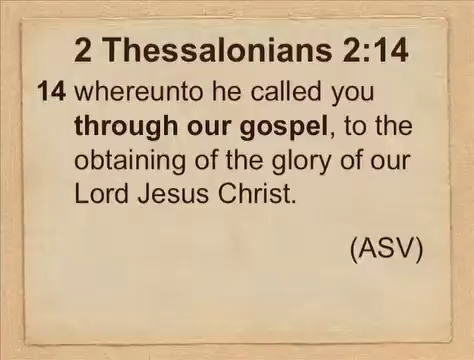 2 Thessalonians 2:14
14 whereunto he called you
through our gospel, to the
obtaining of the glory of our
Lord Jesus Christ.
(ASV)